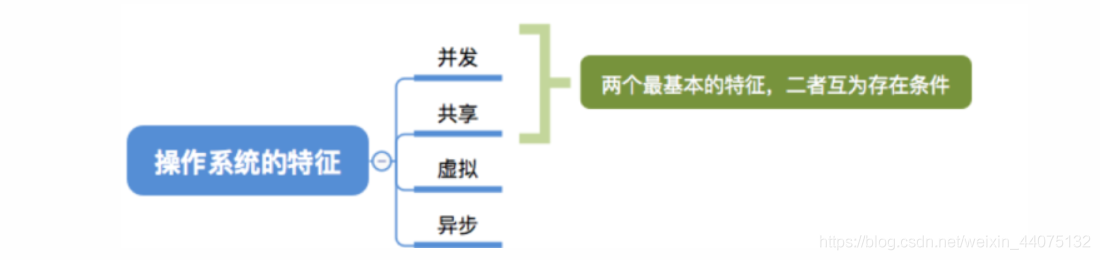 并发
两个最基本的特征，二者互为存在条件
共享
操作系统的特征
虚拟
异步
https://blog.csdn.net/weixin_44075132